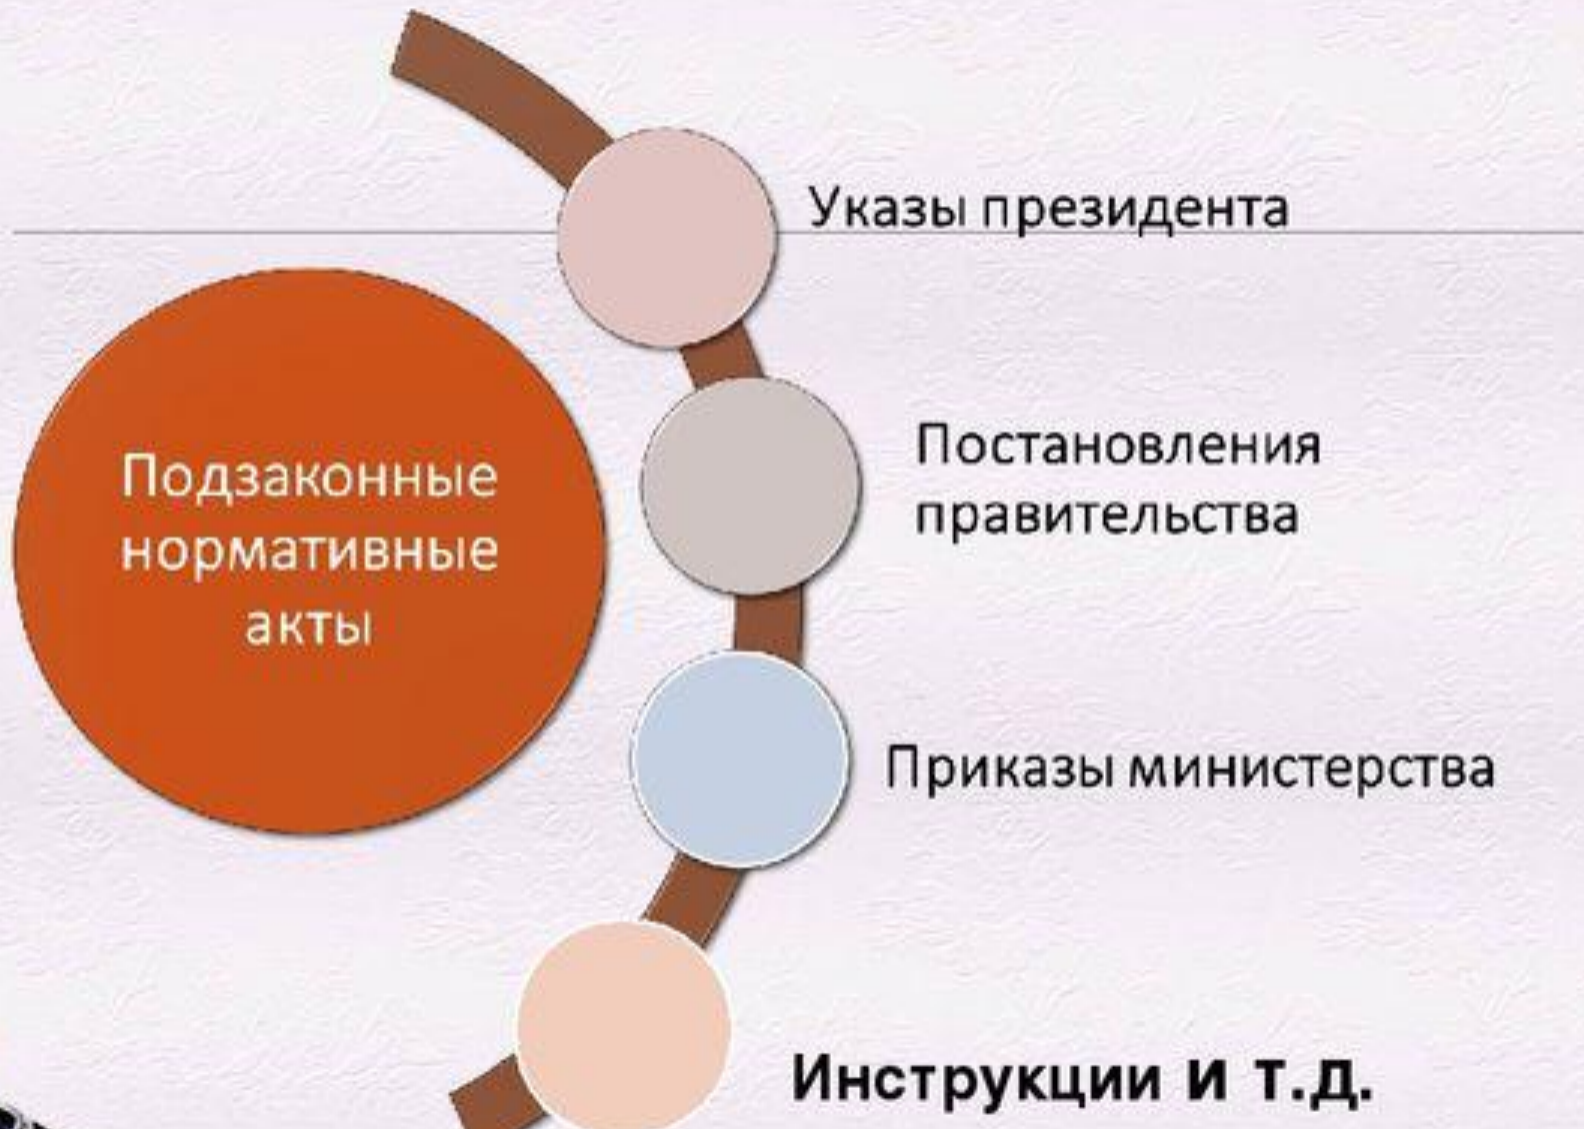 Указы президента
Подзаконные
нормативные
акты
Постановления
правительства
Приказы министерства
Инструкции и т.д.